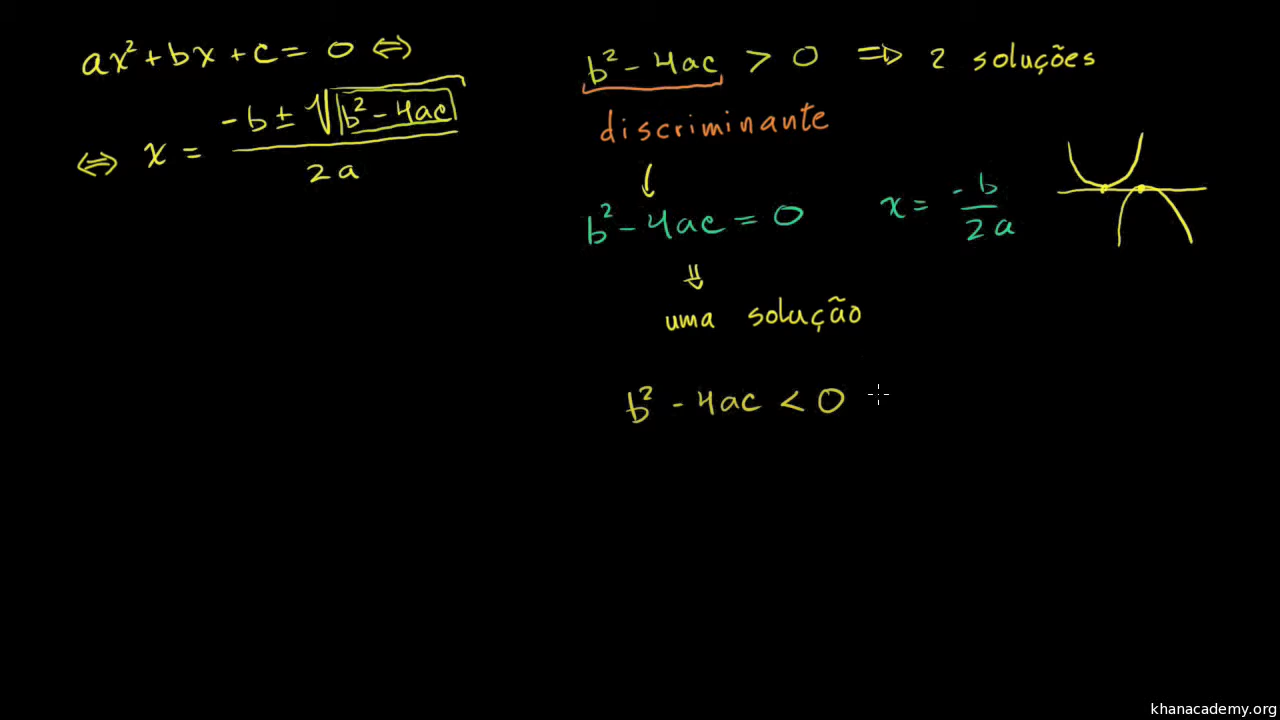 ax² + bx + c = 0 ⇔
⇔ x = (-b ± √(b² - 4ac)) / 2a
b² - 4ac > 0 ⇒ 2 soluções
discriminante
b² - 4ac = 0 x = -b / 2a
⇓
uma solução
b² - 4ac < 0
khanacademy.org